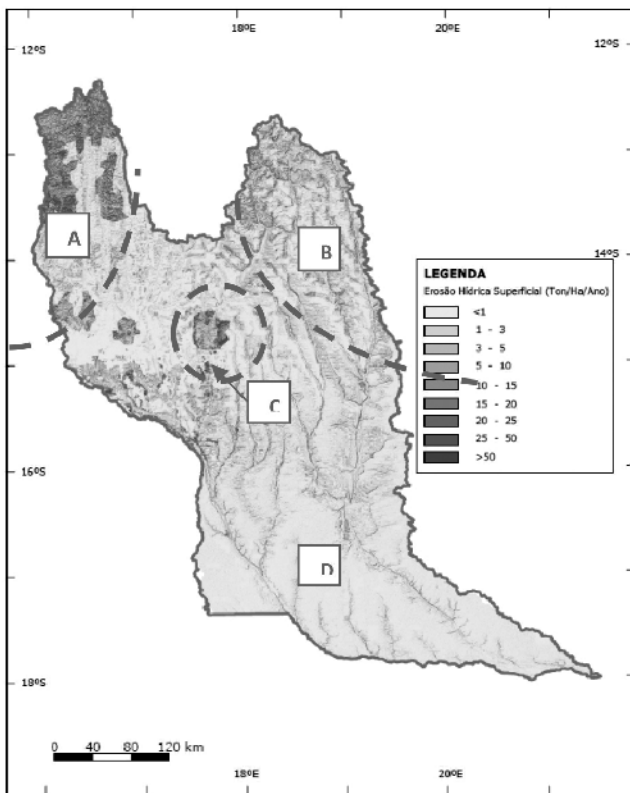 18ºE
20ºE
12ºS
12ºS
A
B
14ºS
LEGENDA
Erosão Hídrica Superficial (Ton/Ha/Ano)
<1
1 - 3
3 - 5
5 - 10
10 - 15
15 - 20
20 - 25
25 - 50
>50
C
16ºS
D
18ºS
0 40 80 120 km
18ºE
20ºE